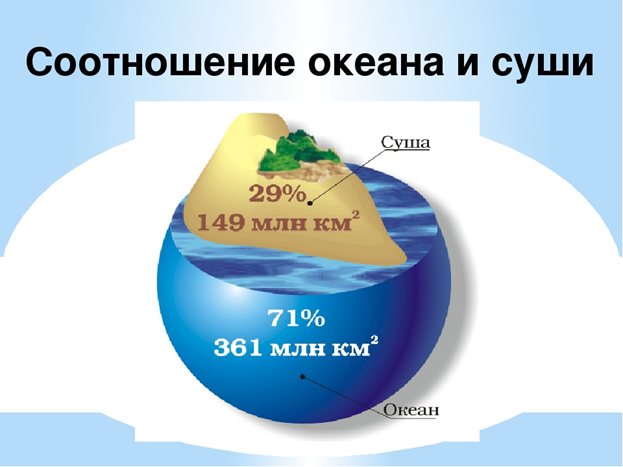 Соотношение океана и суши
Суша
29%
149 млн км²
71%
361 млн км²
Океан